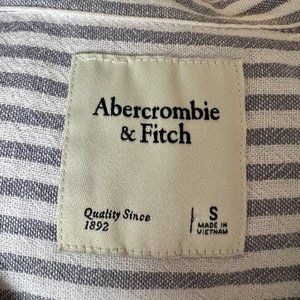 Abercrombie
& Fitch
Quality Since
1892
S
MADE IN
VIETNAM